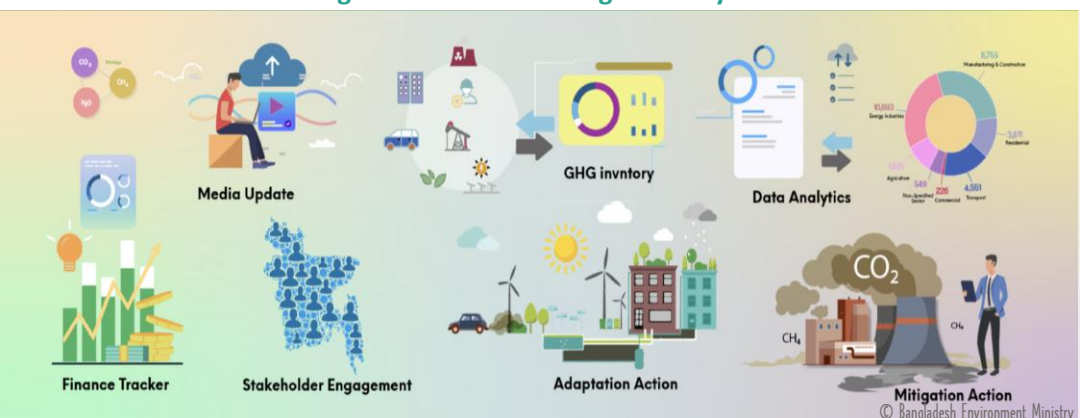 CO₂
CH₄
N₂O
Media Update
GHG invntory
Data Analytics
8,755
Manufacturing & Construction
10,693
Energy Industries
Residential
Agriculture
549
Non-Specified
Sector
226
Commercial
4,551
Transport
Finance Tracker
Stakeholder Engagement
Adaptation Action
CO₂
CH₄
CH₄
Mitigation Action
© Bangladesh Environment Ministry